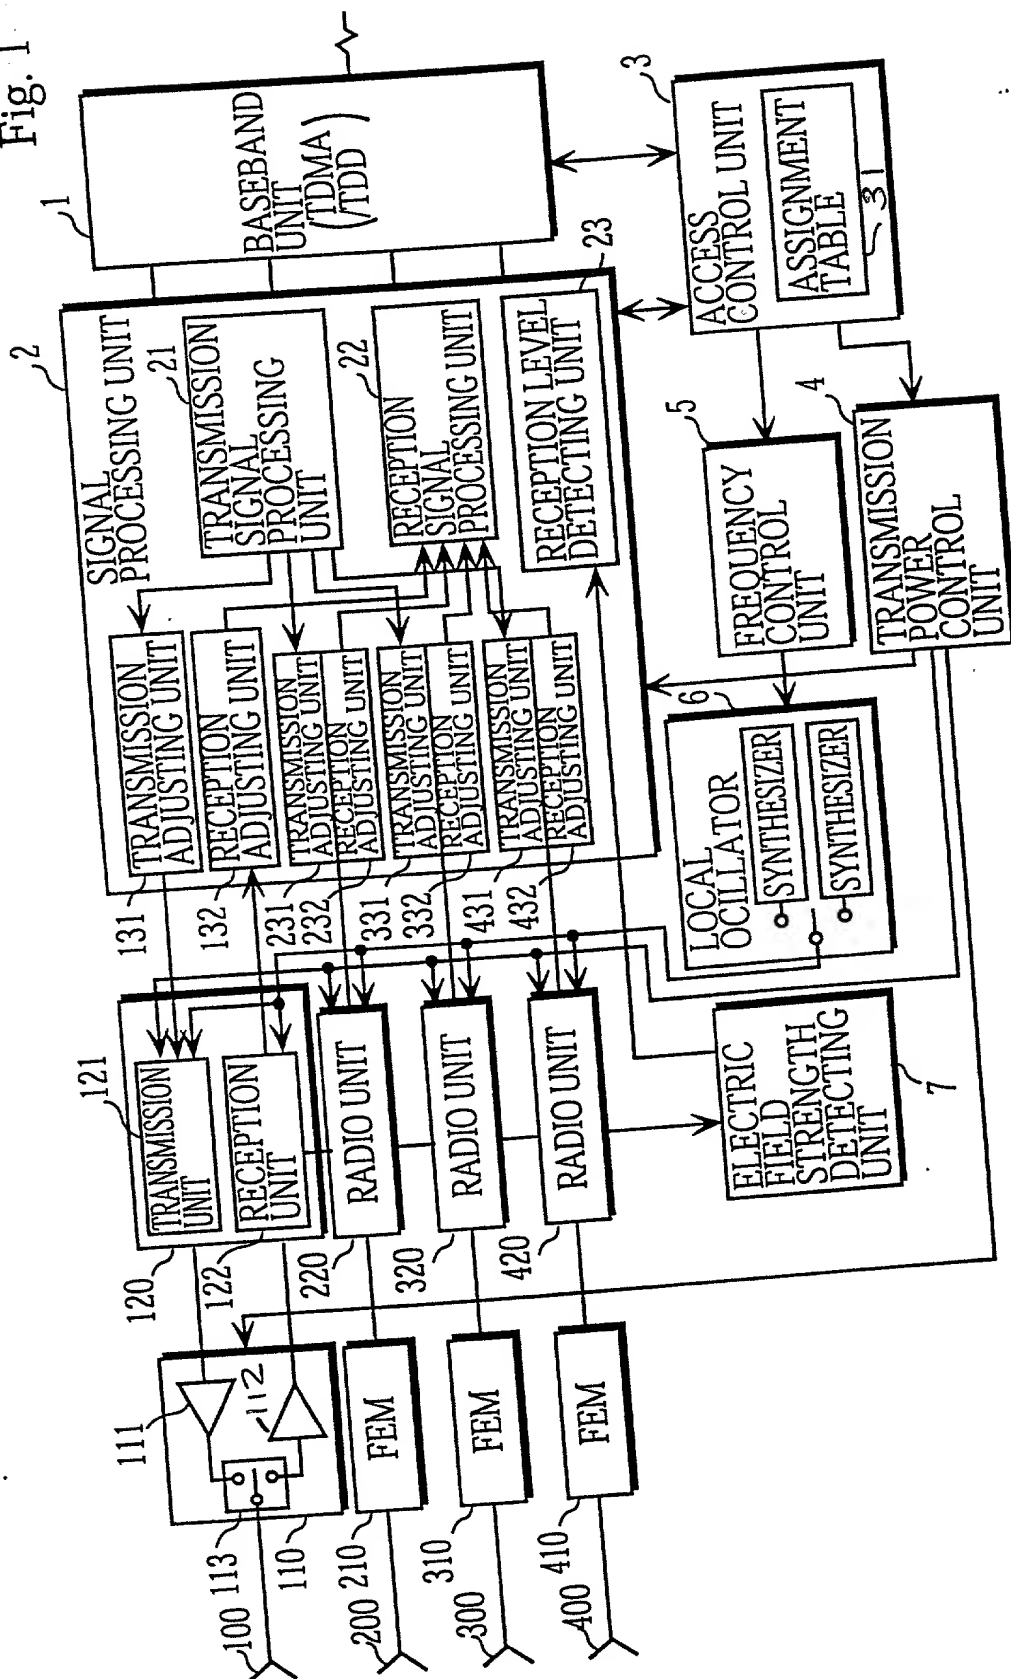 Fig. 1
1
BASEBAND
UNIT
(TDMA
/TDD)
3
ACCESS
CONTROL UNIT
ASSIGNMENT
TABLE
31
2
SIGNAL
PROCESSING UNIT
21
TRANSMISSION
SIGNAL
PROCESSING
UNIT
22
RECEPTION
SIGNAL
PROCESSING UNIT
23
RECEPTION LEVEL
DETECTING UNIT
5
FREQUENCY
CONTROL
UNIT
4
TRANSMISSION
POWER
CONTROL
UNIT
TRANSMISSION
ADJUSTING UNIT
RECEPTION
ADJUSTING UNIT
TRANSMISSION
ADJUSTING UNIT
RECEPTION
ADJUSTING UNIT
TRANSMISSION
ADJUSTING UNIT
RECEPTION
ADJUSTING UNIT
TRANSMISSION
ADJUSTING UNIT
RECEPTION
ADJUSTING UNIT
131
132
231
232
331
332
431
432
6
LOCAL
OCILLATOR
SYNTHESIZER
SYNTHESIZER
121
TRANSMISSION
UNIT
RECEPTION
UNIT
RADIO UNIT
RADIO UNIT
RADIO UNIT
ELECTRIC
FIELD
STRENGTH
DETECTING
UNIT
7
120
122
220
320
420
111
112
FEM
FEM
FEM
113
110
210
310
410
100
200
300
400